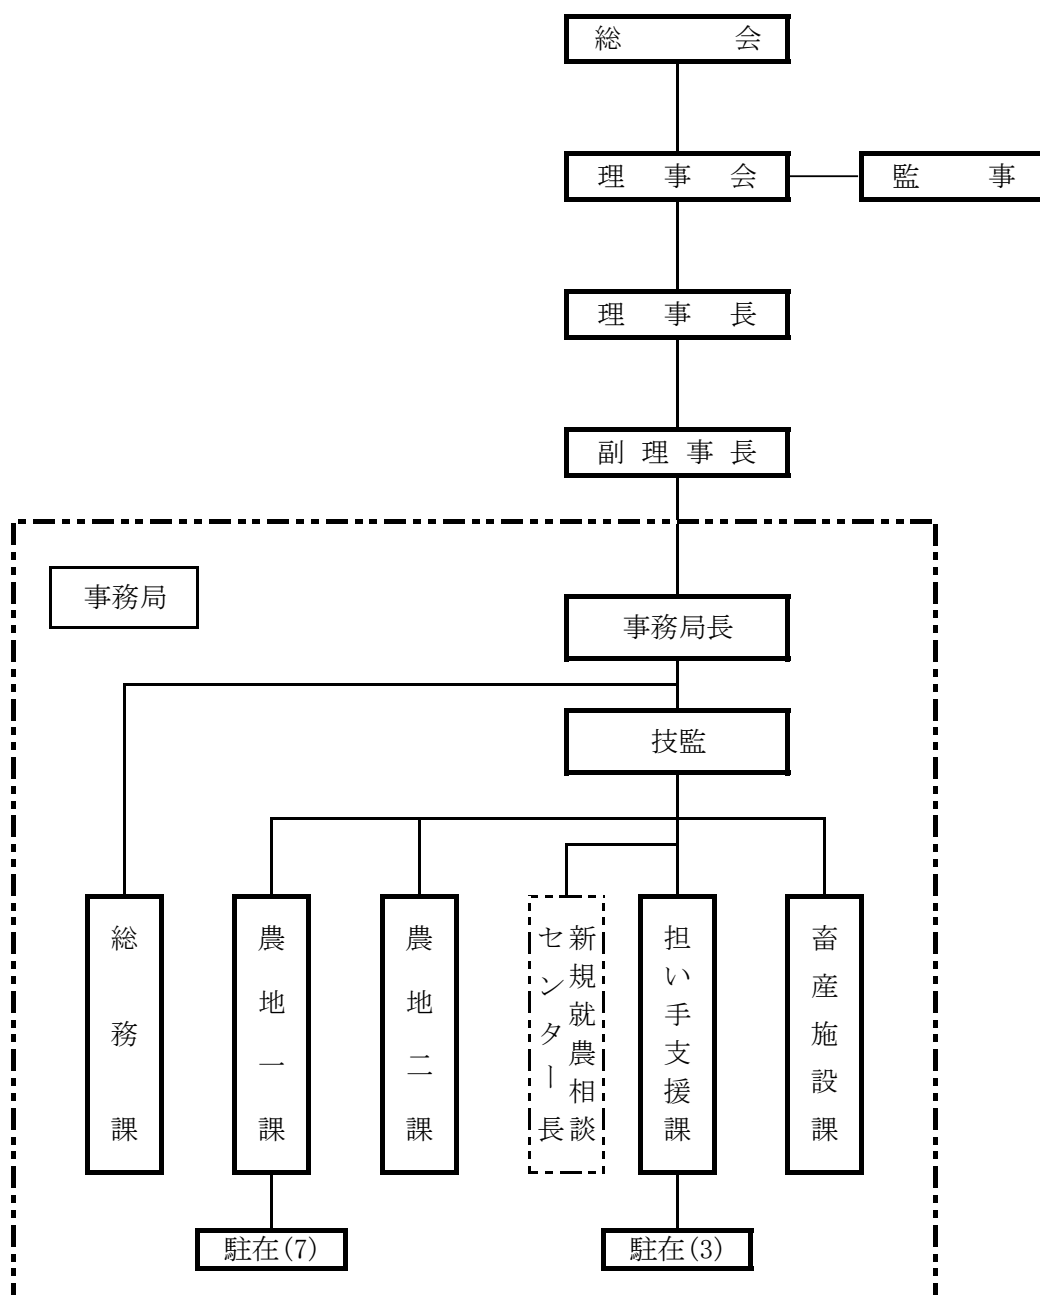 総会
理事会
監事
理事長
副理事長
事務局
事務局長
技監
総務課
農地一課
農地二課
新規就農相談
センター長
担い手支援課
畜産施設課
駐在(7)
駐在(3)